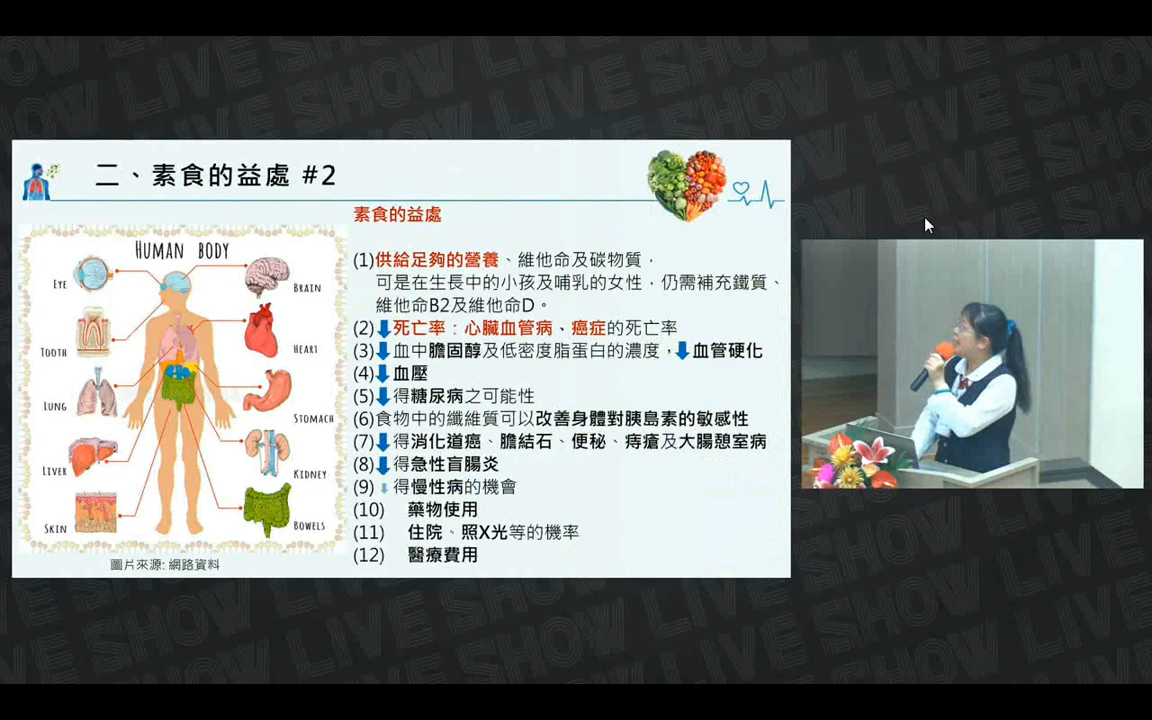 二、素食的益處 #2
素食的益處
(1)供給足夠的營養、維他命及碳物質，
可是在生長中的小孩及哺乳的女性，仍需補充鐵質、
維他命B2及維他命D。
(2)⬇死亡率：心臟血管病、癌症的死亡率
(3)⬇血中膽固醇及低密度脂蛋白的濃度，⬇血管硬化
(4)⬇血壓
(5)⬇得糖尿病之可能性
(6)食物中的纖維質可以改善身體對胰島素的敏感性
(7)⬇得消化道癌、膽結石、便秘、痔瘡及大腸憩室病
(8)⬇得急性盲腸炎
(9)⬇得慢性病的機會
(10) 藥物使用
(11) 住院、照X光等的機率
(12) 醫療費用
HUMAN BODY
EYE
BRAIN
TOOTH
HEART
LUNG
STOMACH
LIVER
KIDNEY
SKIN
BOWELS
圖片來源: 網路資料
LIVE SHOW